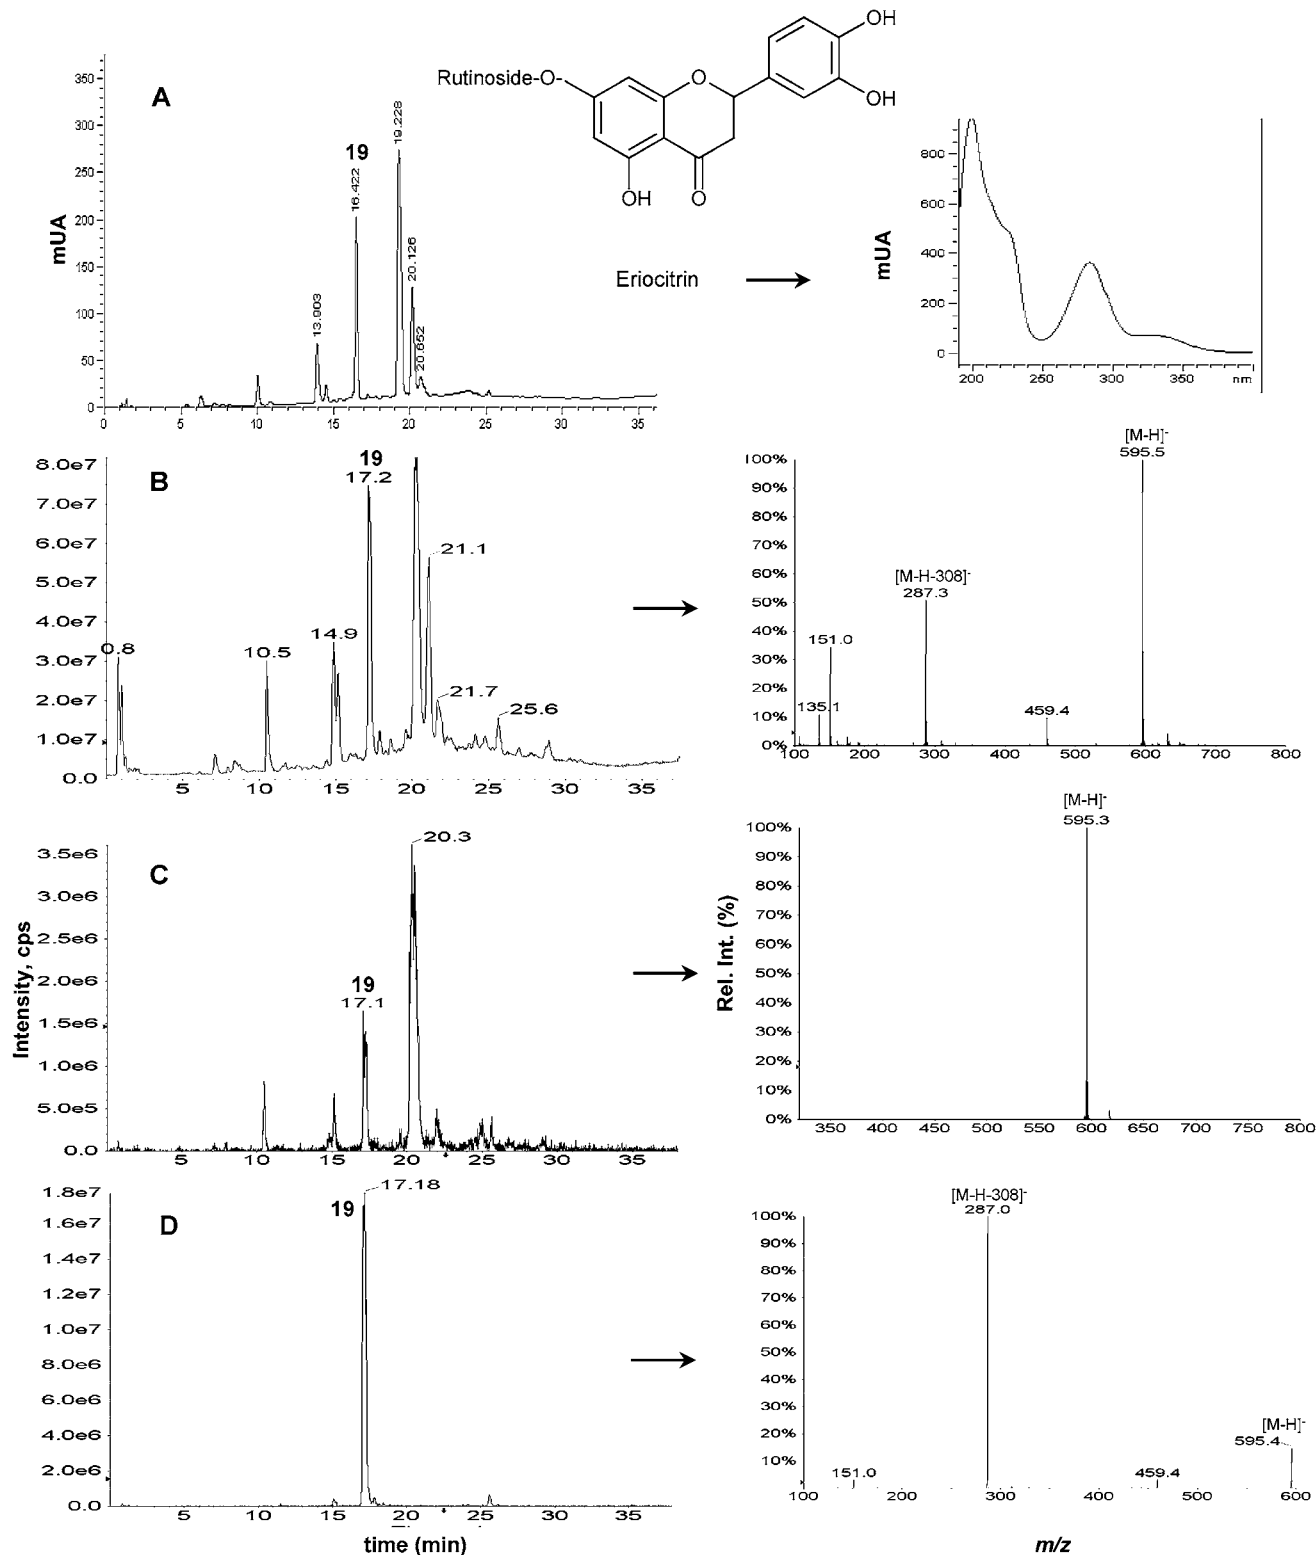 A
mUA
350
300
250
200
150
100
50
0
0 5 10 15 20 25 30 35
13.903
19
16.422
19.228
20.126
20.652
Rutinoside-O-
O
OH
OH
OH
O
Eriocitrin
mUA
800
600
400
200
0
200 250 300 350 nm
B
8.0e7
7.0e7
6.0e7
5.0e7
4.0e7
3.0e7
2.0e7
1.0e7
0.0
0.8
10.5
14.9
19
17.2
21.1
21.7
25.6
5 10 15 20 25 30 35
100%
90%
80%
70%
60%
50%
40%
30%
20%
10%
0%
[M-H]-
595.5
[M-H-308]-
287.3
151.0
135.1
459.4
100 200 300 400 500 600 700 800
C
Intensity, cps
3.5e6
3.0e6
2.5e6
2.0e6
1.5e6
1.0e6
5.0e5
0.0
20.3
19
17.1
5 10 15 20 25 30 35
Rel. Int. (%)
100%
90%
80%
70%
60%
50%
40%
30%
20%
10%
0%
[M-H]-
595.3
350 400 450 500 550 600 650 700 750 800
D
1.8e7
1.6e7
1.4e7
1.2e7
1.0e7
8.0e6
6.0e6
4.0e6
2.0e6
0.0
17.18
19
5 10 15 20 25 30 35
time (min)
100%
90%
80%
70%
60%
50%
40%
30%
20%
10%
[M-H-308]-
287.0
[M-H]-
595.4
151.0
459.4
100 200 300 400 500 600
m/z